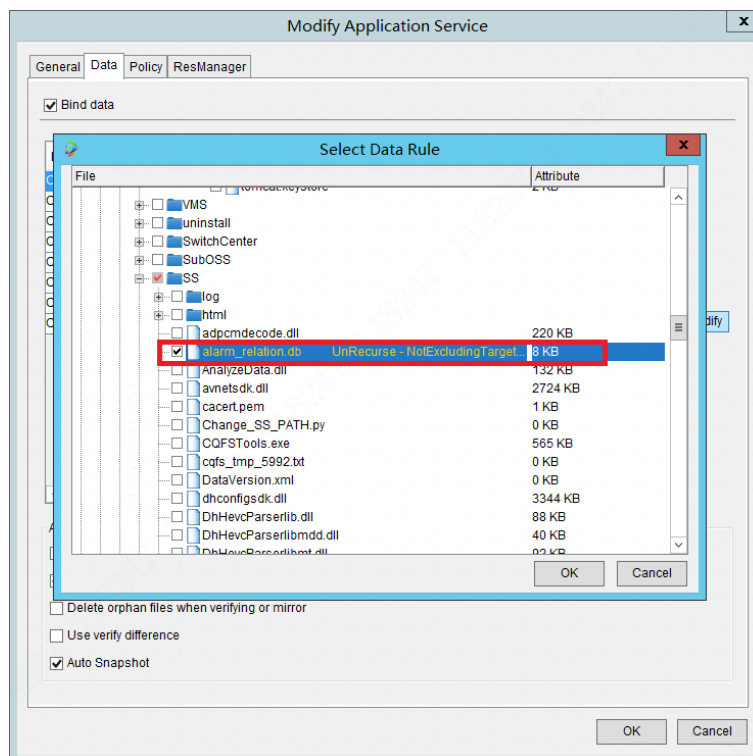 Modify Application Service
x
General Data Policy ResManager
Bind data
Select Data Rule
x
File Attribute
tomcat.keystore 2 KB
VMS
uninstall
SwitchCenter
SubOSS
SS
log
html
adpcmdecode.dll 220 KB
alarm_relation.db UnRecurse - NotExcludingTarget... 8 KB
AnalyzeData.dll 132 KB
avnetsdk.dll 2724 KB
cacert.pem 1 KB
Change_SS_PATH.py 0 KB
CQFSTools.exe 565 KB
cqfs_tmp_5992.txt 0 KB
DataVersion.xml 0 KB
dhconfigsdk.dll 3344 KB
DhHevcParserlib.dll 88 KB
DhHevcParserlibmdd.dll 40 KB
DhHevcParserlibmt.dll 92 KB
OK Cancel
Delete orphan files when verifying or mirror
Use verify difference
Auto Snapshot
OK Cancel